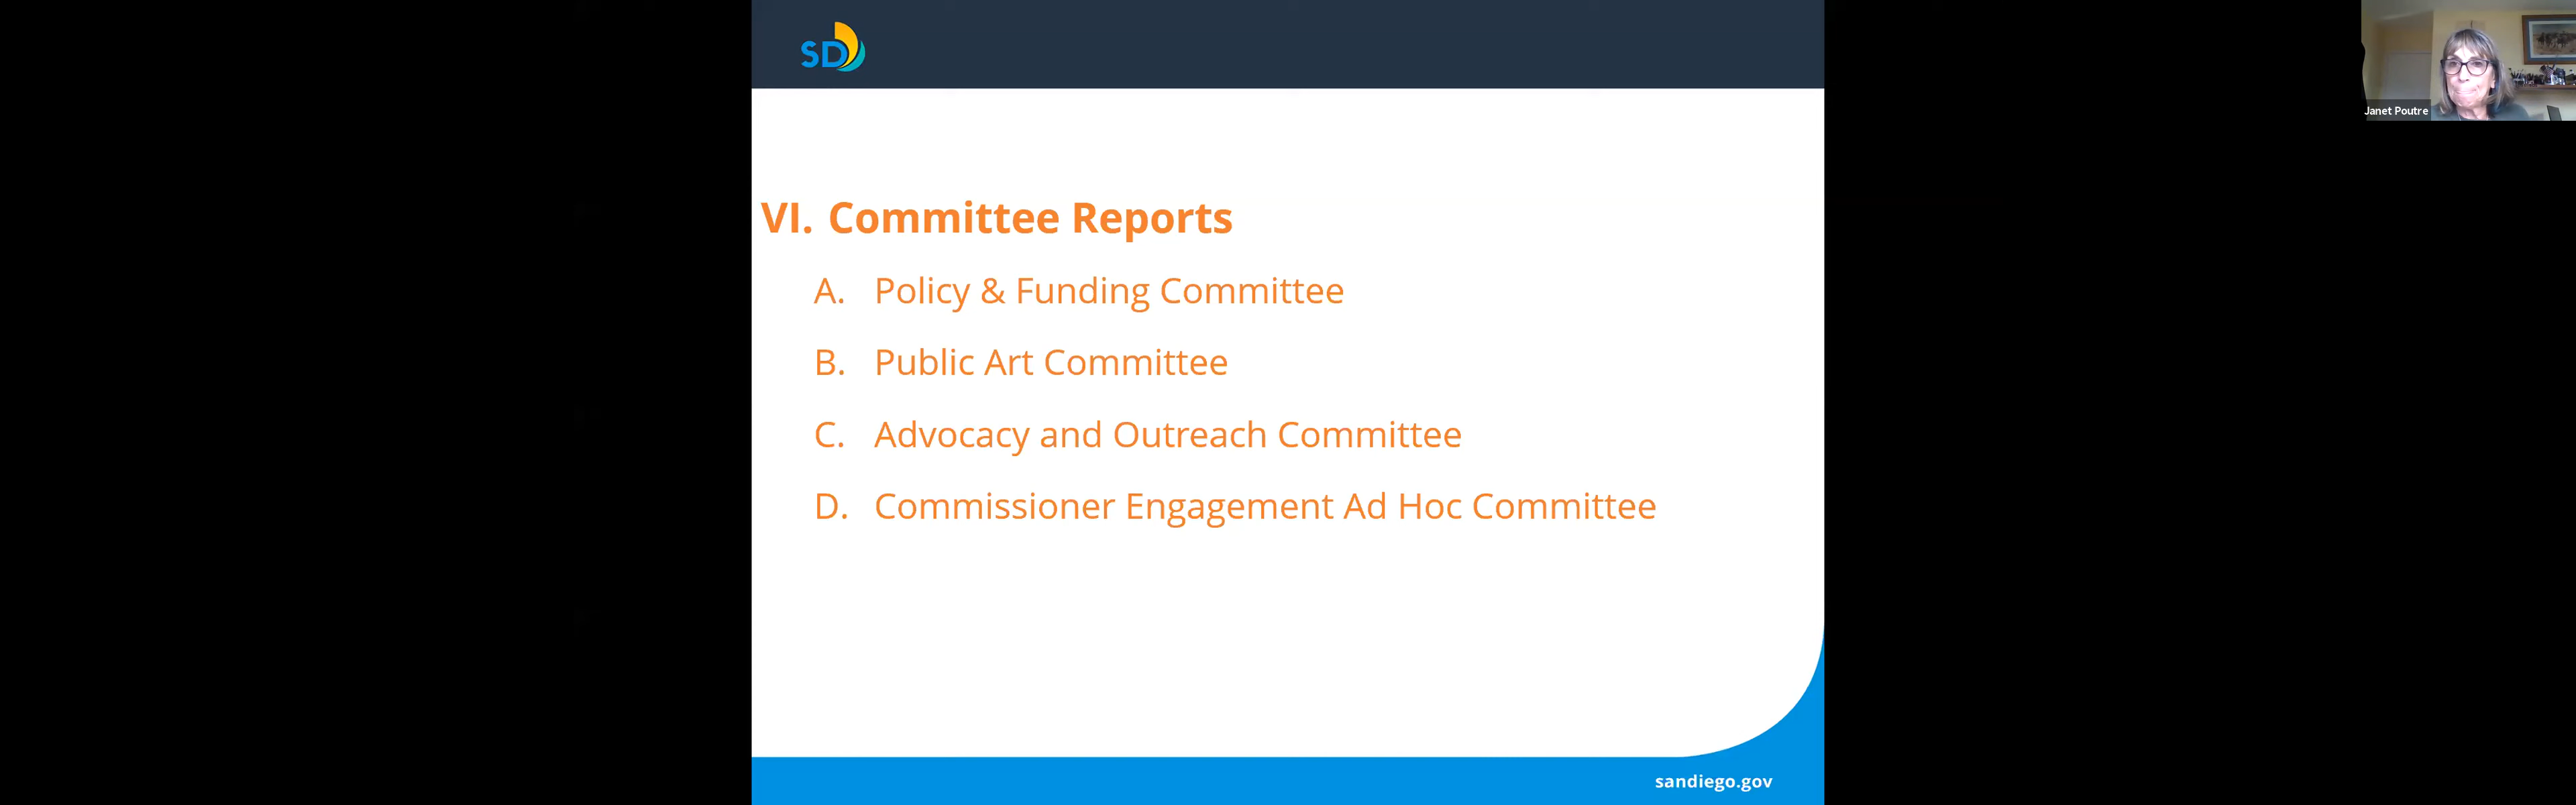 SD
Janet Poutre
VI. Committee Reports
A. Policy & Funding Committee
B. Public Art Committee
C. Advocacy and Outreach Committee
D. Commissioner Engagement Ad Hoc Committee
sandiego.gov